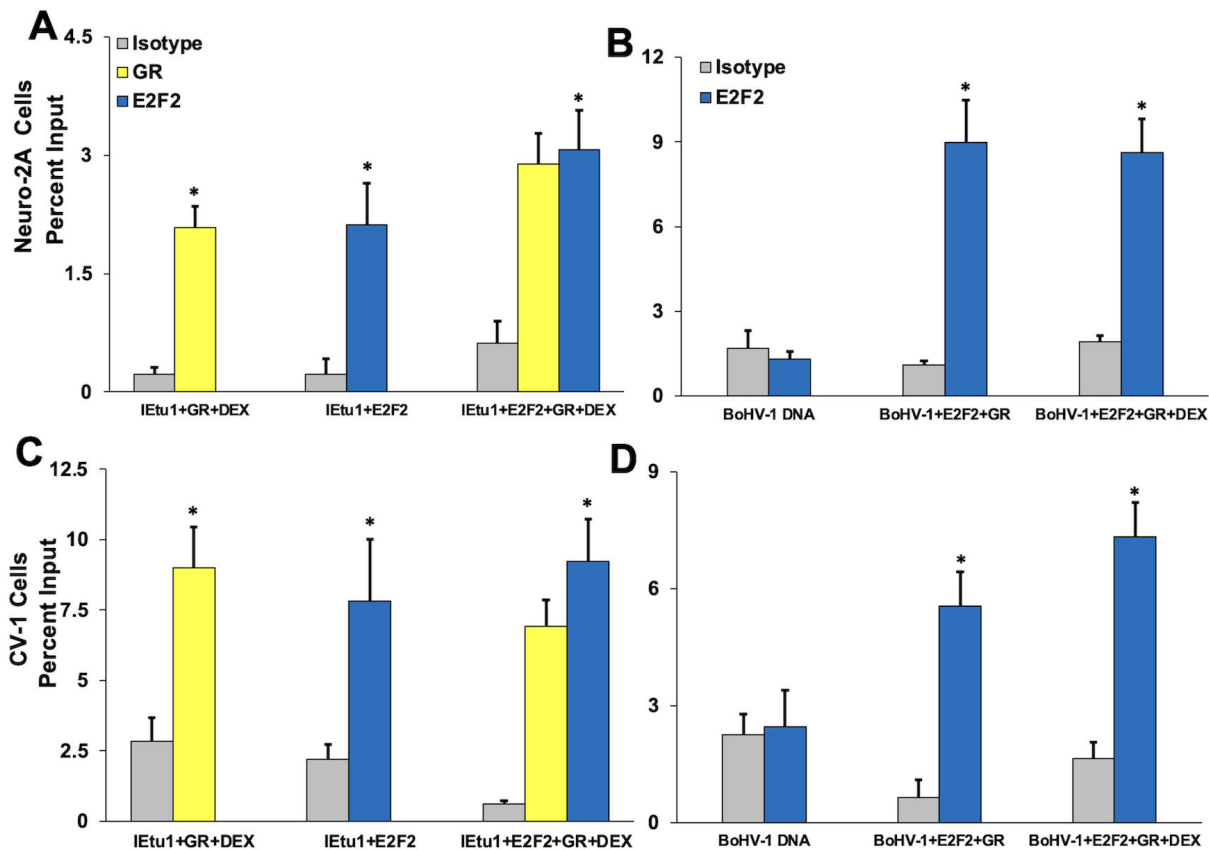 A
Neuro-2A Cells
Percent Input
4.5
3
1.5
0
Isotype
GR
E2F2
*
*
*
IEtu1+GR+DEX
IEtu1+E2F2
IEtu1+E2F2+GR+DEX
B
12
9
6
3
0
Isotype
E2F2
*
*
BoHV-1 DNA
BoHV-1+E2F2+GR
BoHV-1+E2F2+GR+DEX
C
CV-1 Cells
Percent Input
12.5
10
7.5
5
2.5
0
*
*
*
IEtu1+GR+DEX
IEtu1+E2F2
IEtu1+E2F2+GR+DEX
D
9
6
3
0
*
*
BoHV-1 DNA
BoHV-1+E2F2+GR
BoHV-1+E2F2+GR+DEX